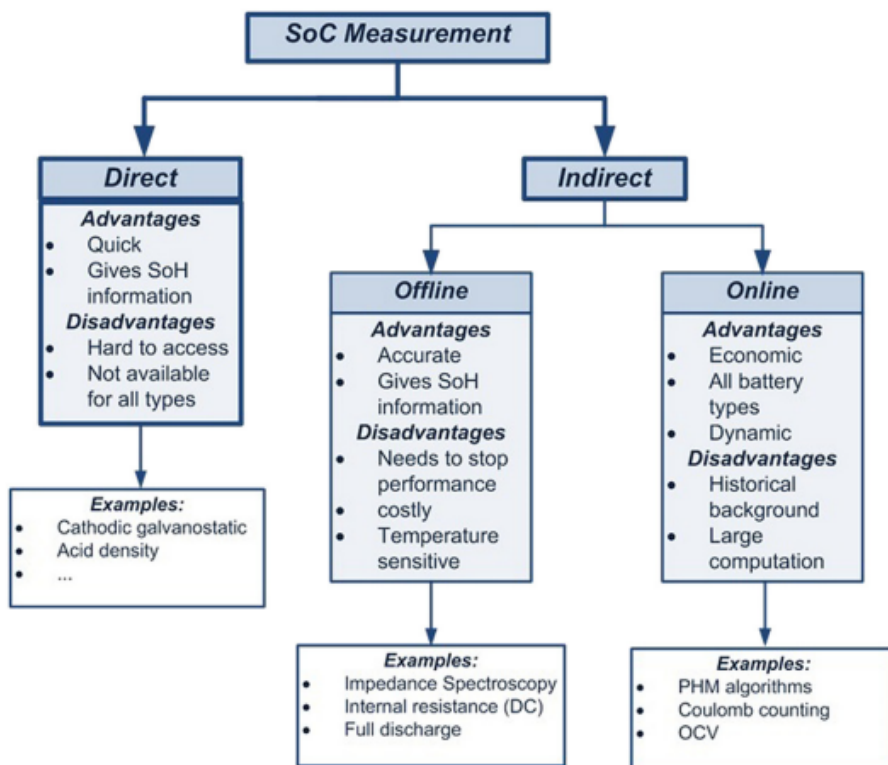 SoC Measurement
Direct
Advantages
• Quick
• Gives SoH
information
Disadvantages
• Hard to access
• Not available
for all types
Examples:
• Cathodic galvanostatic
• Acid density
• ...
Indirect
Offline
Advantages
• Accurate
• Gives SoH
information
Disadvantages
• Needs to stop
performance
• costly
• Temperature
sensitive
Examples:
• Impedance Spectroscopy
• Internal resistance (DC)
• Full discharge
Online
Advantages
• Economic
• All battery
types
• Dynamic
Disadvantages
• Historical
background
• Large
computation
Examples:
• PHM algorithms
• Coulomb counting
• OCV